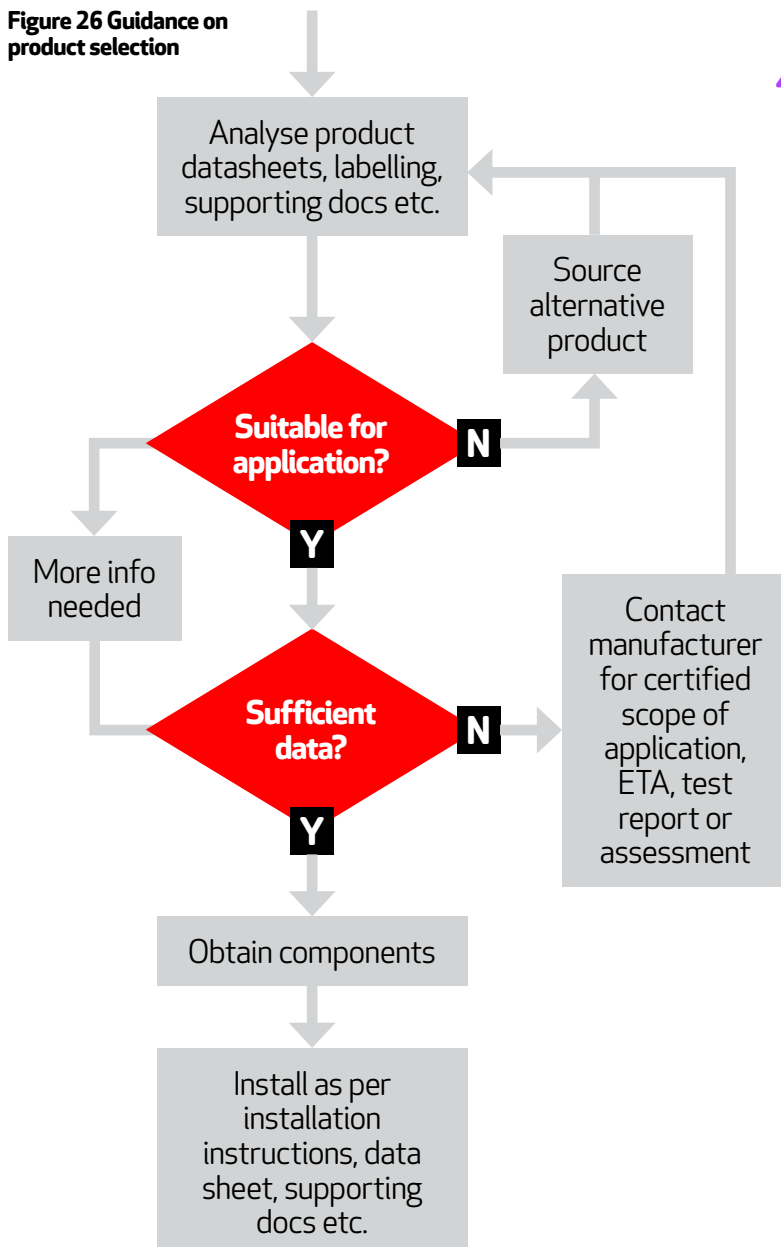 Figure 26 Guidance on
product selection
Analyse product
datasheets, labelling,
supporting docs etc.
Source
alternative
product
Suitable for
application?
N
Y
More info
needed
Contact
manufacturer
for certified
scope of
application,
ETA, test
report or
assessment
Sufficient
data?
N
Y
Obtain components
Install as per
installation
instructions, data
sheet, supporting
docs etc.